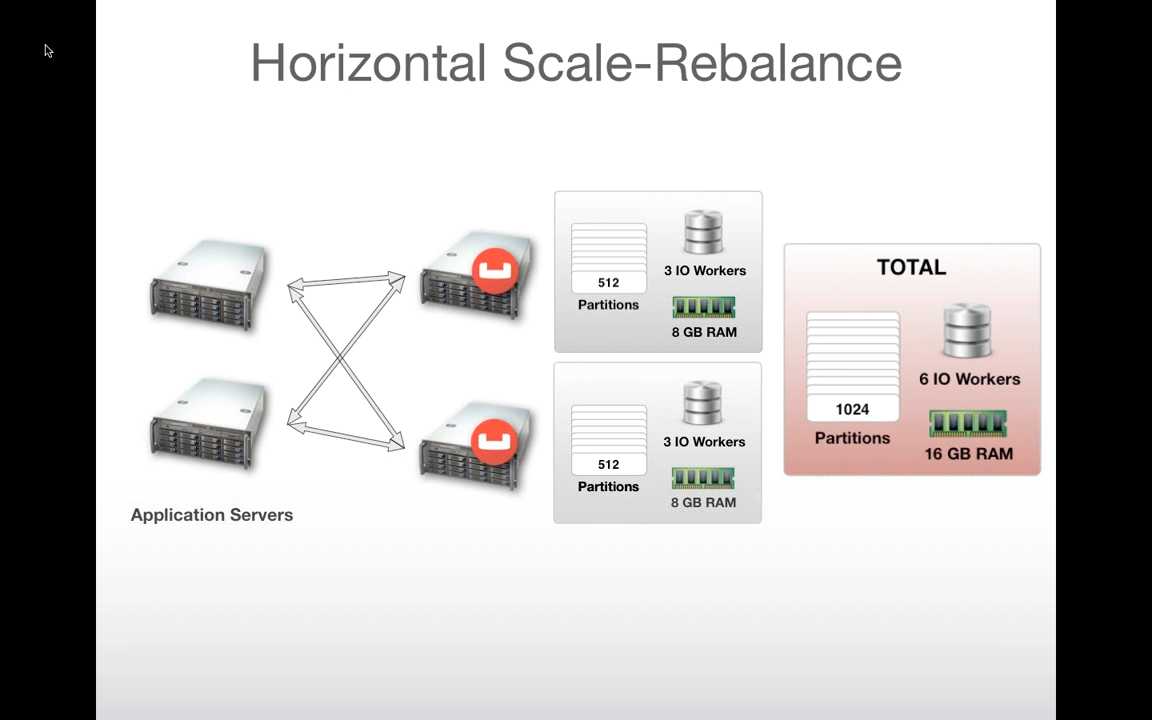 Horizontal Scale-Rebalance
512
Partitions
3 IO Workers
8 GB RAM
512
Partitions
3 IO Workers
8 GB RAM
TOTAL
1024
Partitions
6 IO Workers
16 GB RAM
Application Servers